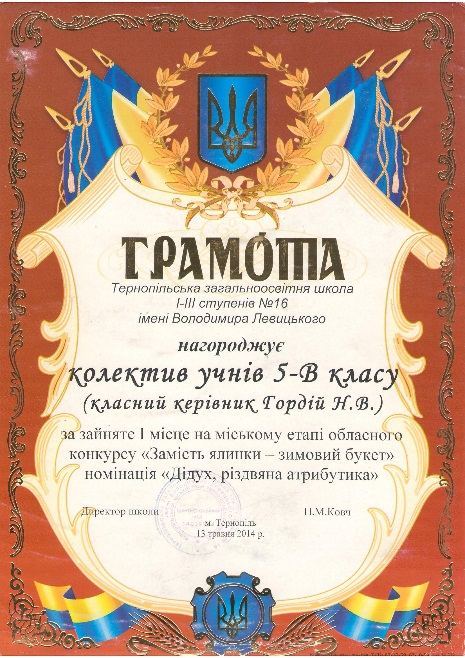 ГРАМОТА
Тернопільська загальноосвітня школа
І-ІІІ ступенів №16
імені Володимира Левицького
нагороджує
колектив учнів 5-В класу
(класний керівник Гордій Н.В.)
за зайняте І місце на міському етапі обласного
конкурсу «Замість ялинки – зимовий букет»
номінація «Дідух, різдвяна атрибутика»
Директор школи П.М.Ковч
м. Тернопіль
13 травня 2014 р.